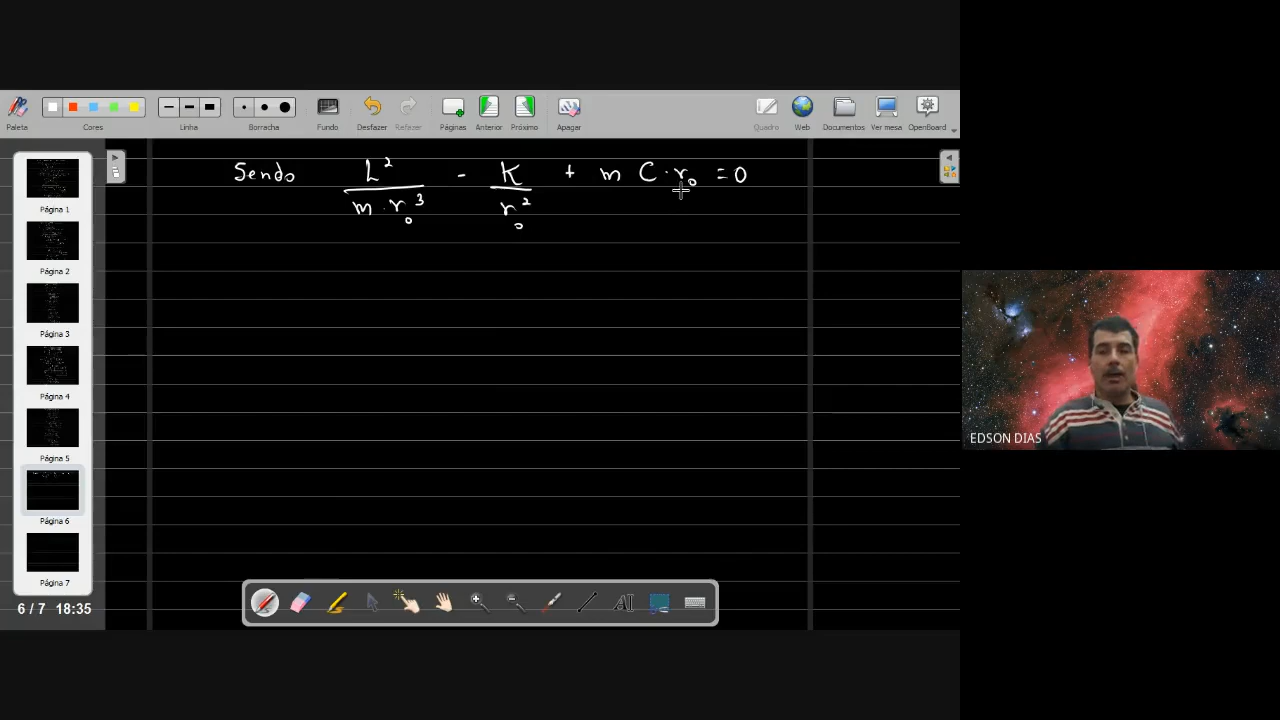 Paleta
Cores
Linha
Borracha
Fundo
Desfazer
Refazer
Páginas
Anterior
Próximo
Apagar
Quadro
Web
Documentos
Ver mesa
OpenBoard
Sendo L² / (m · r₀³) - K / r₀² + m C · r₀ = 0
Página 1
Página 2
Página 3
Página 4
Página 5
Página 6
Página 7
6 / 7 18:35
AI
EDSON DIAS